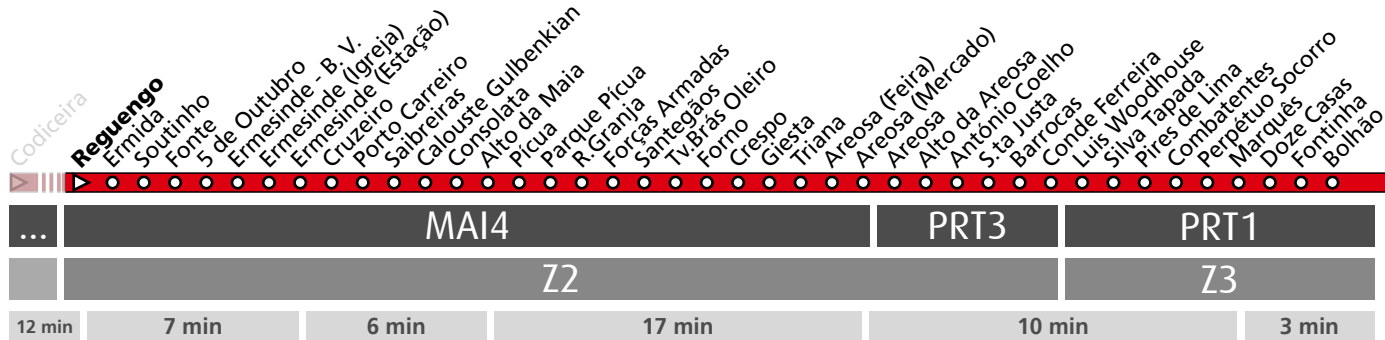 Codiceira
Reguengo
Ermida
Soutinho
Fonte
5 de Outubro
Ermesinde - B. V.
Ermesinde (Igreja)
Ermesinde (Estação)
Cruzeiro
Porto Carreiro
Saibreiras
Calouste Gulbenkian
Consolata
Alto da Maia
Pícua
Parque Pícua
R.Granja
Forças Armadas
Santegãos
Tv.Brás Oleiro
Forno
Crespo
Giesta
Triana
Areosa (Feira)
Areosa (Mercado)
Areosa
Alto da Areosa
António Coelho
S.ta Justa
Barrocas
Conde Ferreira
Luis Woodhouse
Silva Tapada
Pires de Lima
Combatentes
Perpétuo Socorro
Marquês
Doze Casas
Fontinha
Bolhão
... MAI4 PRT3 PRT1
Z2 Z3
12 min 7 min 6 min 17 min 10 min 3 min